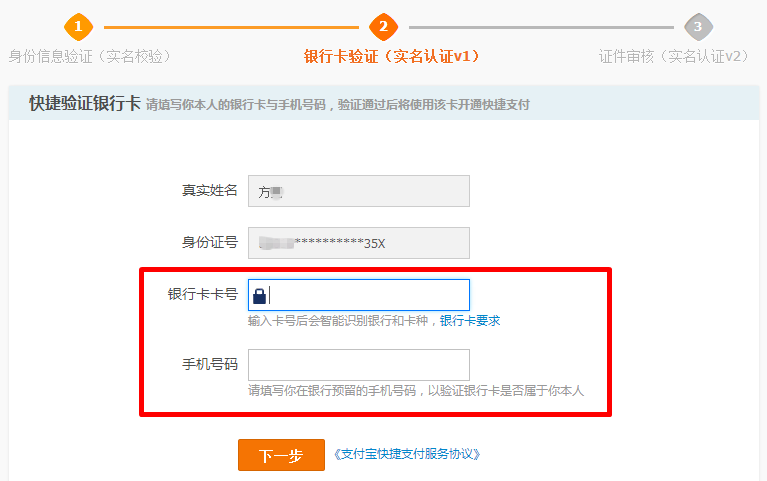 1 2 3
身份信息验证（实名校验） 银行卡验证（实名认证v1） 证件审核（实名认证v2）
快捷验证银行卡 请填写你本人的银行卡与手机号码，验证通过后将使用该卡开通快捷支付
真实姓名 方
身份证号 **********35X
银行卡卡号
输入卡号后会智能识别银行和卡种，银行卡要求
手机号码
请填写你在银行预留的手机号码，以验证银行卡是否属于你本人
下一步 《支付宝快捷支付服务协议》